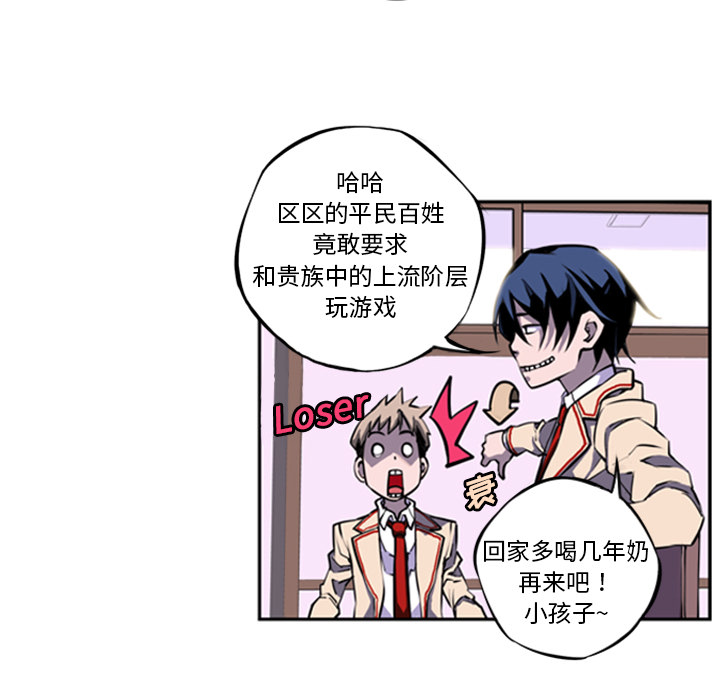 哈哈
区区的平民百姓
竟敢要求
和贵族中的上流阶层
玩游戏
Loser
衰
回家多喝几年奶
再来吧！
小孩子~